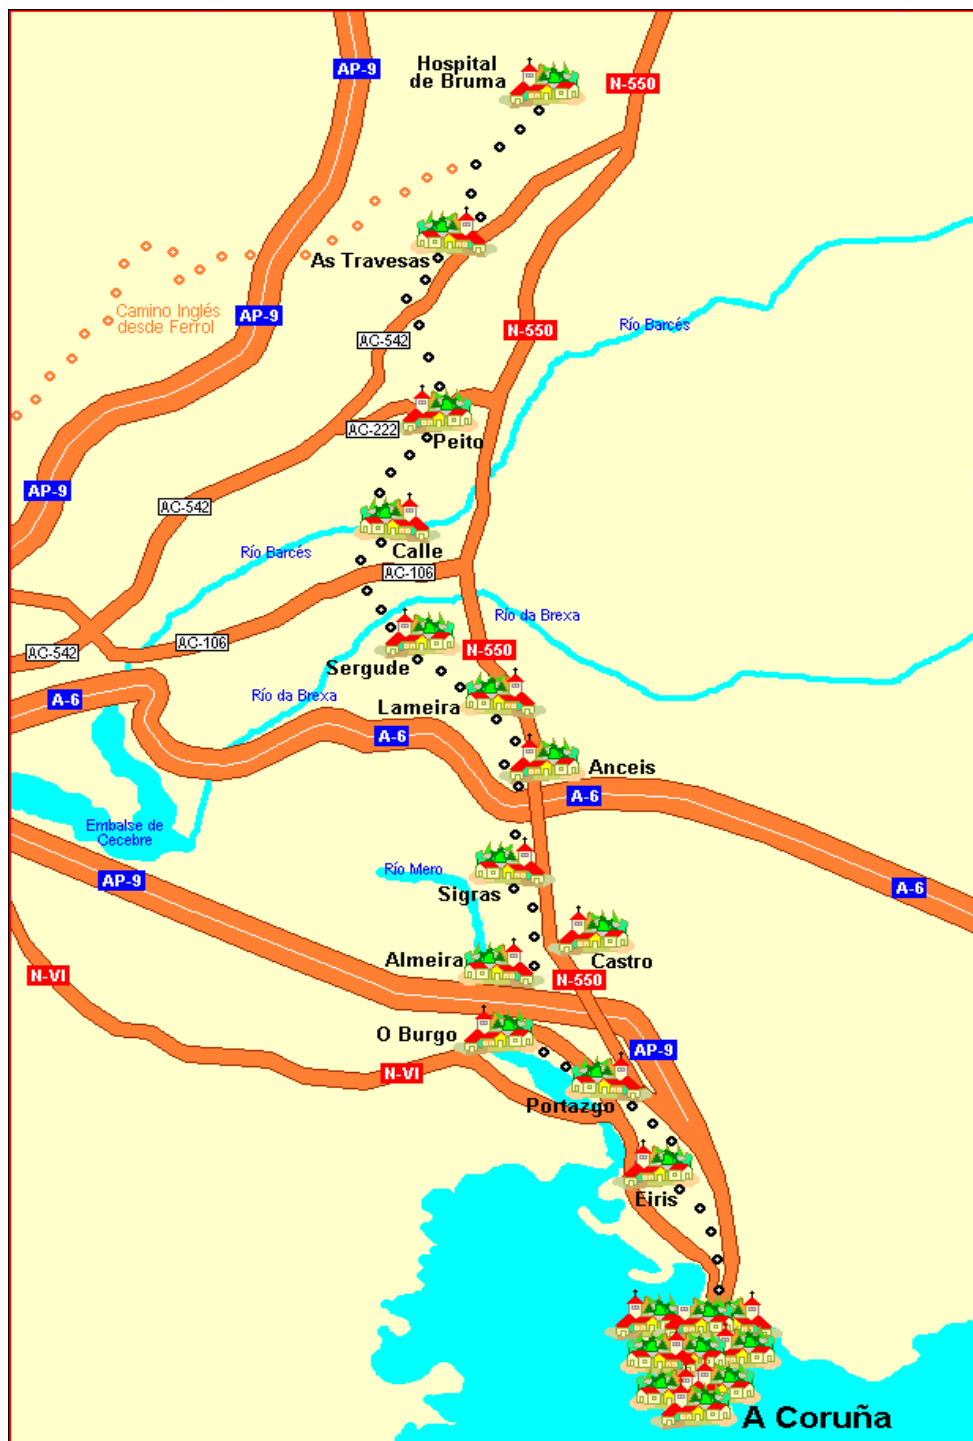 Hospital
de Bruma
AP-9
N-550
As Travesas
Camino Inglés
desde Ferrol
AP-9
Río Barcés
N-550
AC-542
AC-222
Peito
AP-9
AC-542
Río Barcés
Calle
AC-106
Río da Brexa
AC-106
AC-542
N-550
Sergude
Río da Brexa
A-6
Lameira
A-6
Anceis
A-6
Embalse de
Cecebre
Río Mero
AP-9
Sigras
A-6
Almeira
Castro
N-VI
N-550
O Burgo
AP-9
N-VI
Portazgo
Eiris
A Coruña